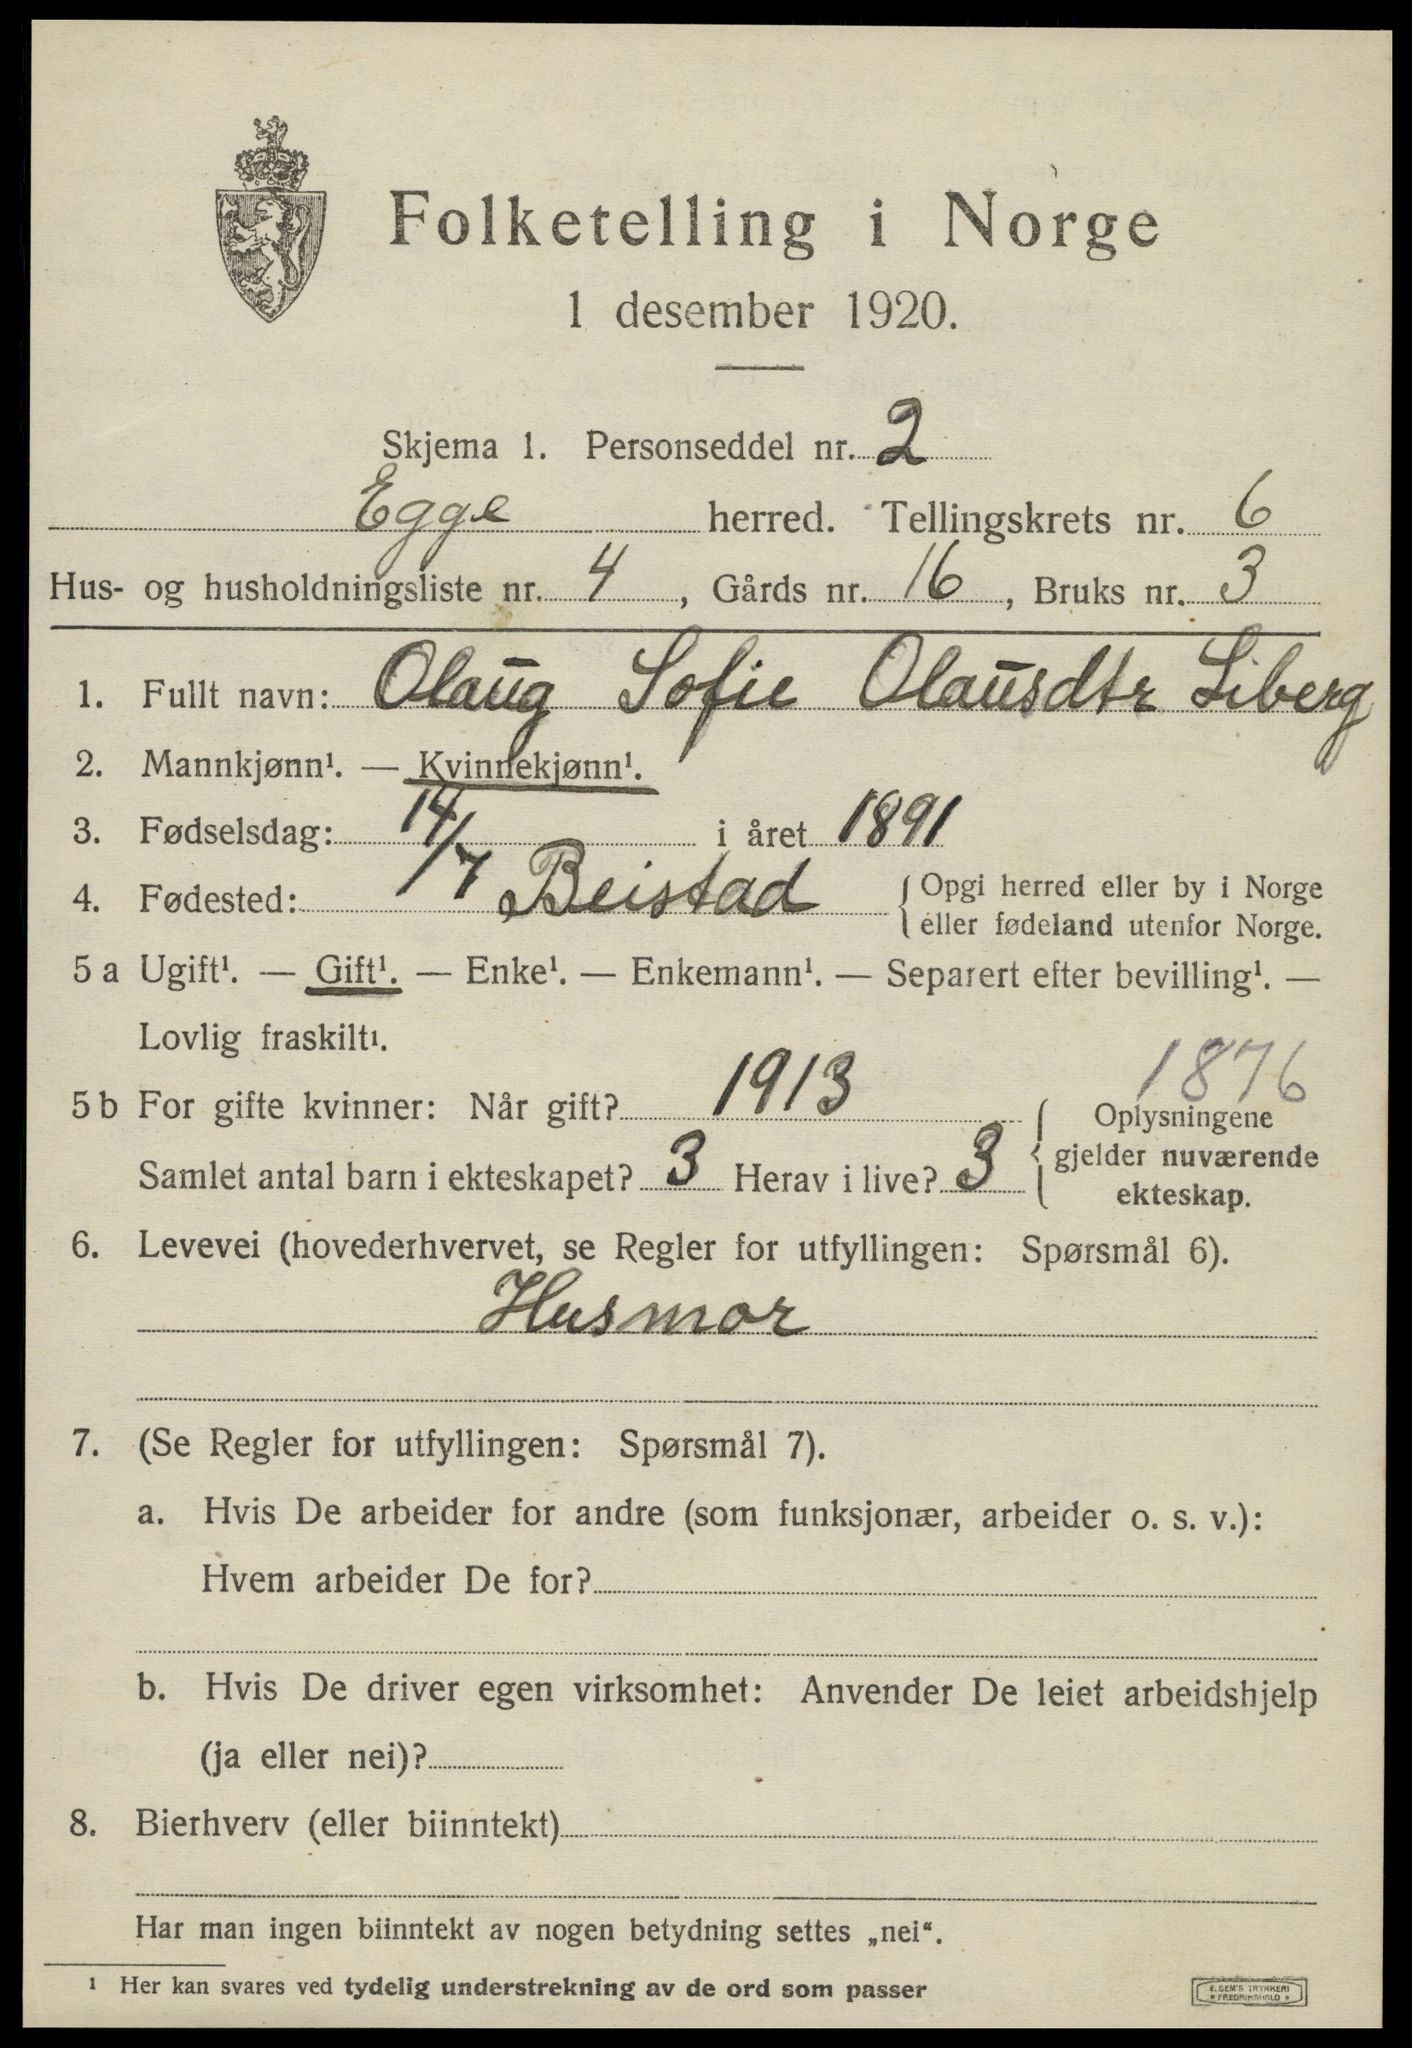 Folketelling i Norge
1 desember 1920.
Skjema 1. Personseddel nr. 2
Egge herred. Tellingskrets nr. 6
Hus- og husholdningsliste nr. 4, Gårds nr. 16, Bruks nr. 3
1. Fullt navn: Olaug Sofie Olausdtr Liberg
2. Mannkjønn¹. — Kvinnekjønn¹.
3. Fødselsdag: 14/7 i året 1891
4. Fødested: Beistad { Opgi herred eller by i Norge
eller fødeland utenfor Norge.
5 a Ugift¹. — Gift¹. — Enke¹. — Enkemann¹. — Separert efter bevilling¹. —
Lovlig fraskilt¹.
1876
5 b For gifte kvinner: Når gift? 1913 { Oplysningene
gjelder nuværende
ekteskap.
Samlet antal barn i ekteskapet? 3 Herav i live? 3
6. Levevei (hovederhvervet, se Regler for utfyllingen: Spørsmål 6).
Husmor
7. (Se Regler for utfyllingen: Spørsmål 7).
a. Hvis De arbeider for andre (som funksjonær, arbeider o. s. v.):
Hvem arbeider De for?
b. Hvis De driver egen virksomhet: Anvender De leiet arbeidshjelp
(ja eller nei)?
8. Bierhverv (eller biinntekt)
Har man ingen biinntekt av nogen betydning settes „nei“.
¹ Her kan svares ved tydelig understrekning av de ord som passer
E. SEM'S TRYKKERI
* FREDRIKSHALD *